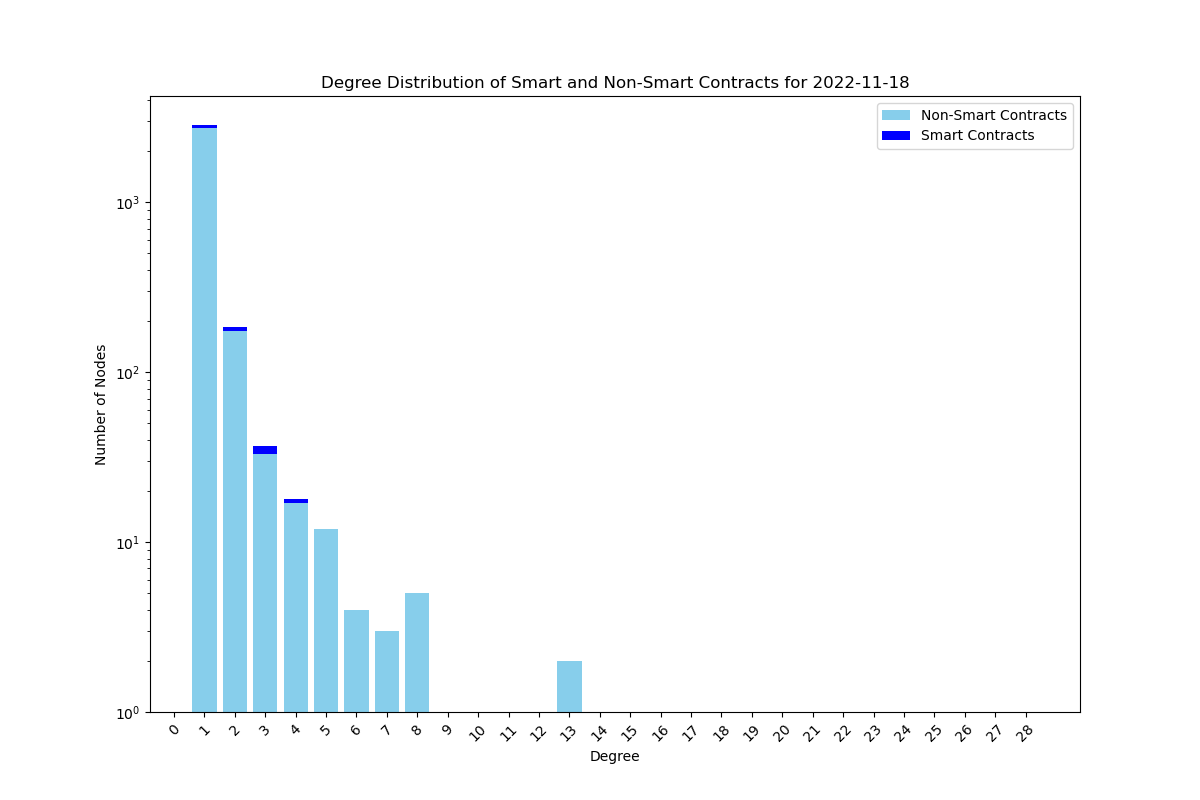 Degree Distribution of Smart and Non-Smart Contracts for 2022-11-18
Non-Smart Contracts
Smart Contracts
Number of Nodes
10³
10²
10¹
10⁰
0 1 2 3 4 5 6 7 8 9 10 11 12 13 14 15 16 17 18 19 20 21 22 23 24 25 26 27 28
Degree